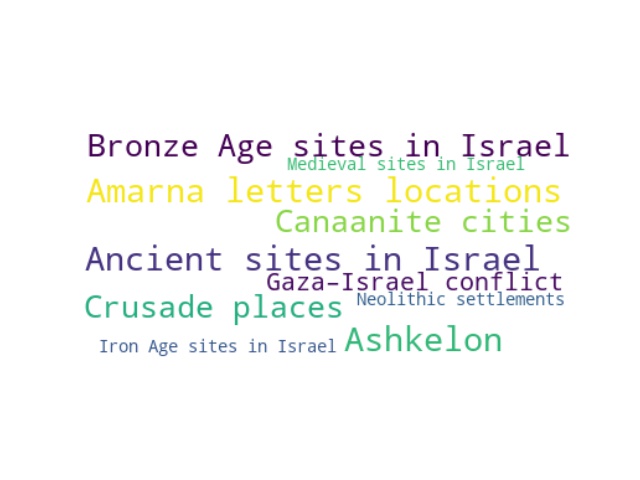 Bronze Age sites in Israel
Medieval sites in Israel
Amarna letters locations
Canaanite cities
Ancient sites in Israel
Gaza–Israel conflict
Neolithic settlements
Crusade places
Ashkelon
Iron Age sites in Israel